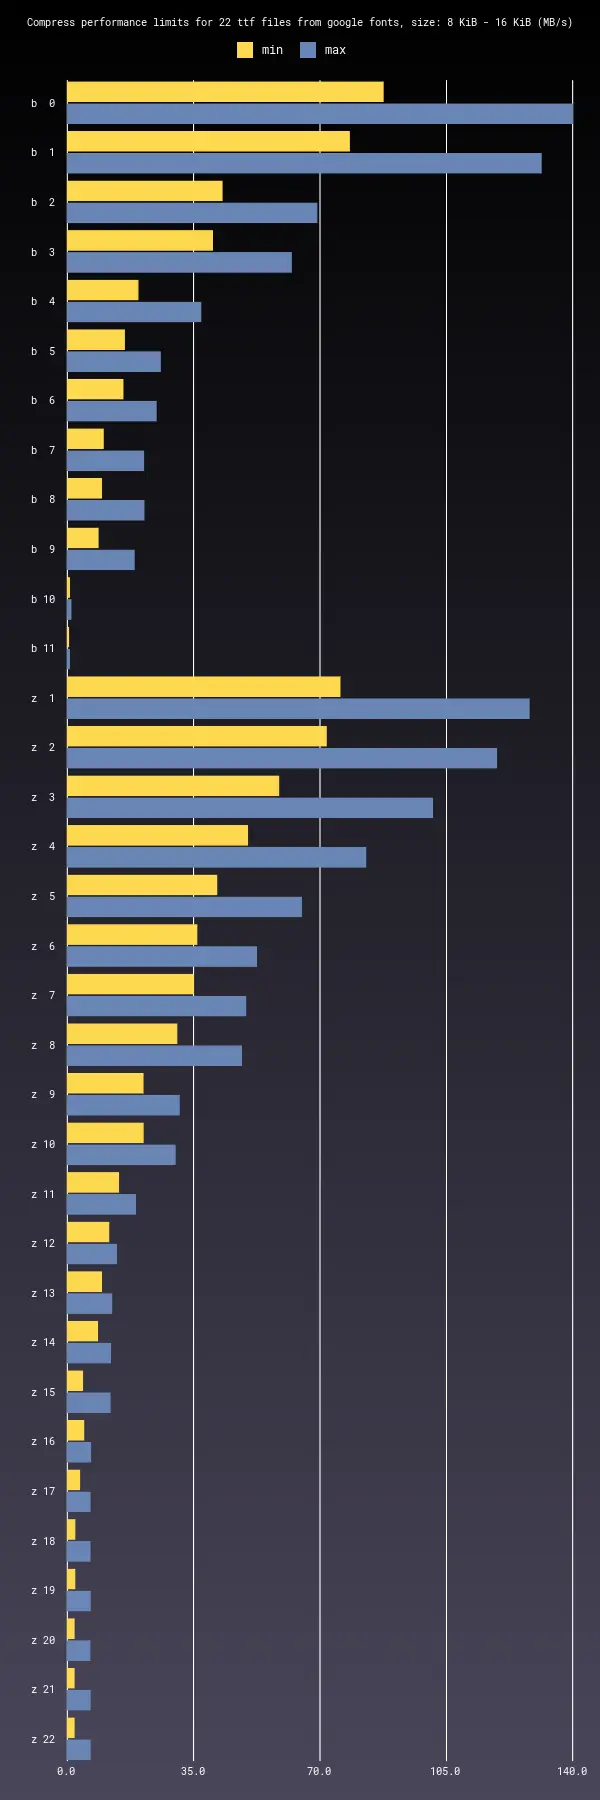 Compress performance limits for 22 ttf files from google fonts, size: 8 KiB - 16 KiB (MB/s)
min max
b 0
b 1
b 2
b 3
b 4
b 5
b 6
b 7
b 8
b 9
b 10
b 11
z 1
z 2
z 3
z 4
z 5
z 6
z 7
z 8
z 9
z 10
z 11
z 12
z 13
z 14
z 15
z 16
z 17
z 18
z 19
z 20
z 21
z 22
0.0 35.0 70.0 105.0 140.0